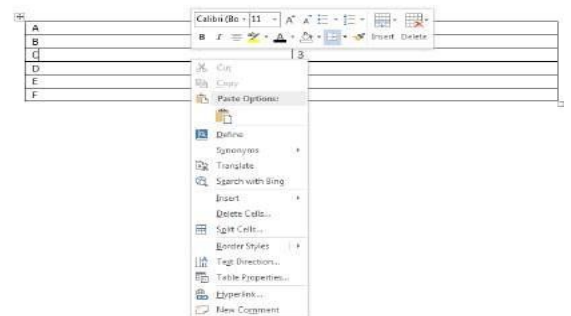 Calibri (Bo 11 A A
B I Insert Delete
A
B
C 3
D
E
F
Cut
Copy
Paste Options:
Define
Synonyms
Translate
Search with Bing
Insert
Delete Cells...
Split Cells...
Border Styles
Text Direction...
Table Properties...
Hyperlink...
New Comment